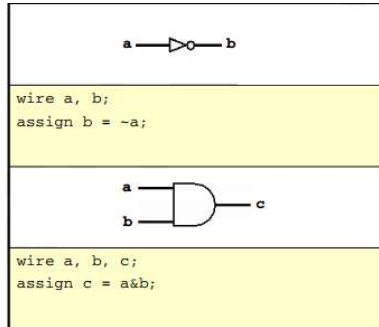 a b
wire a, b;
assign b = ~a;
a
b
c
wire a, b, c;
assign c = a&b;